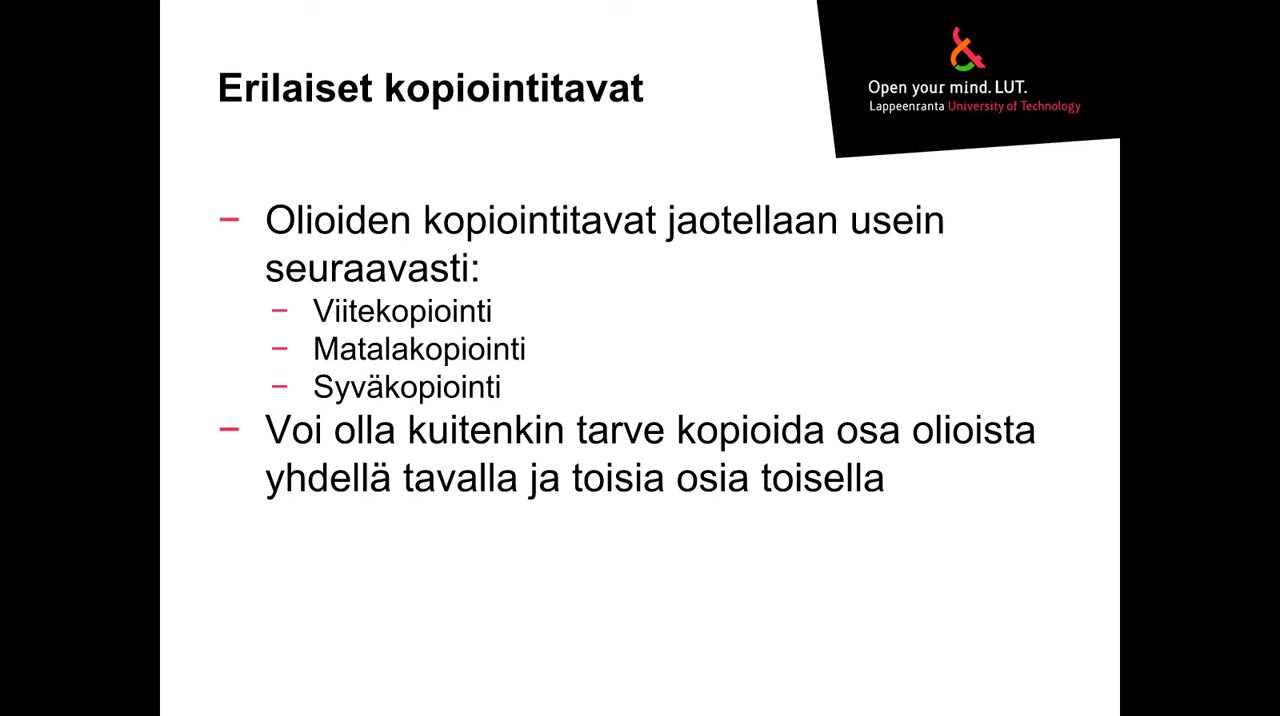 Erilaiset kopiointitavat
Open your mind. LUT.
Lappeenranta University of Technology
− Olioiden kopiointitavat jaotellaan usein
seuraavasti:
− Viitekopiointi
− Matalakopiointi
− Syväkopiointi
− Voi olla kuitenkin tarve kopioida osa olioista
yhdellä tavalla ja toisia osia toisella